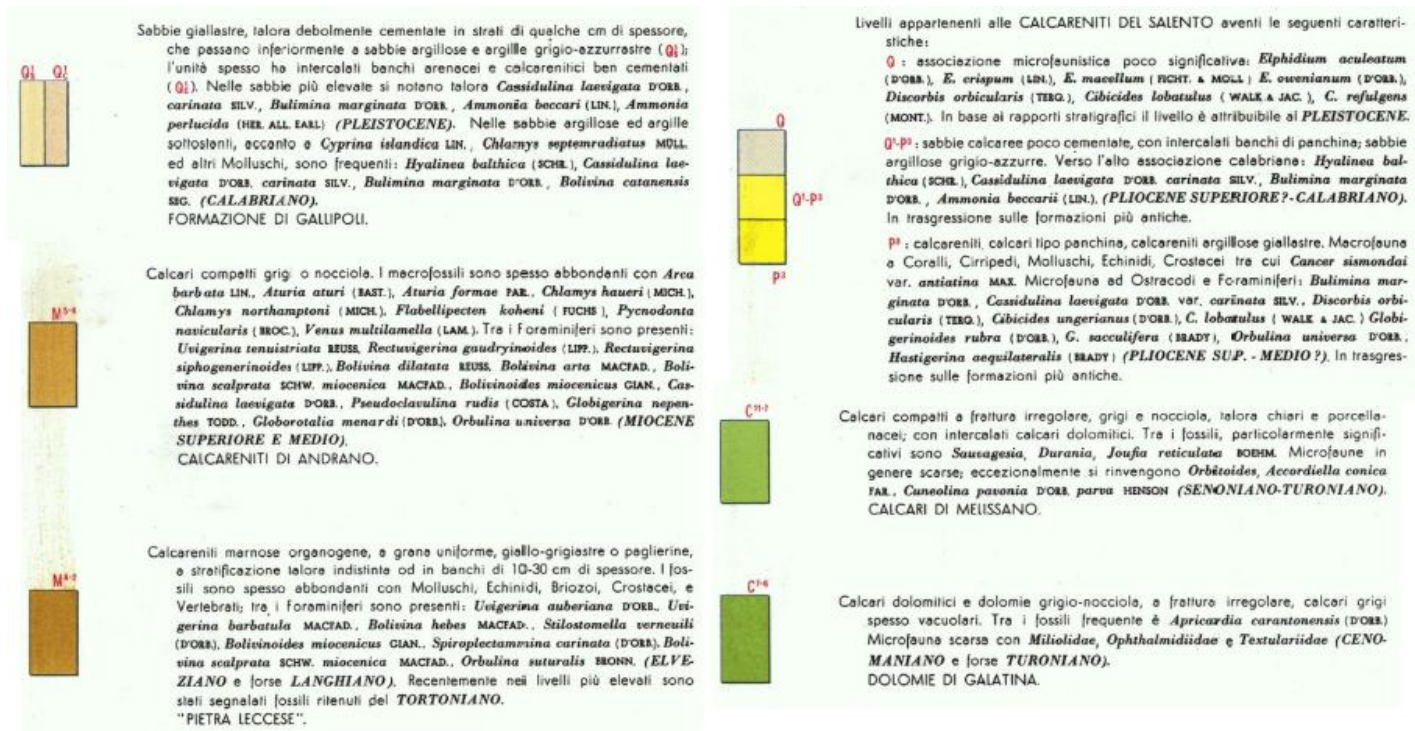 Q¹₂ Q¹₁
Sabbie giallastre, talora debolmente cementate in strati di qualche cm di spessore,
che passano inferiormente a sabbie argillose e argille grigio-azzurrastre (Q¹₁);
l'unità spesso ha intercalati banchi arenacei e calcarenitici ben cementati
(Q¹₂). Nelle sabbie più elevate si notano talora Cassidulina laevigata D'ORB.,
carinata SILV., Bulimina marginata D'ORB., Ammonia beccari (LIN.), Ammonia
perlucida (HER. ALL. EARL) (PLEISTOCENE). Nelle sabbie argillose ed argille
sottostanti, accanto a Cyprina islandica LIN., Chlamys septemradiatus MÜLL.
ed altri Molluschi, sono frequenti: Hyalinea balthica (SCHR.), Cassidulina lae-
vigata D'ORB. carinata SILV., Bulimina marginata D'ORB., Bolivina catanensis
SEG. (CALABRIANO).
FORMAZIONE DI GALLIPOLI.
M⁵⁻⁴
Calcari compatti grigi o nocciola. I macrofossili sono spesso abbondanti con Arca
barbata LIN., Aturia aturi (BAST.), Aturia formae PAR., Chlamys haueri (MICH.),
Chlamys northamptoni (MICH.), Flabellipecten koheni (FUCHS), Pycnodonta
navicularis (BROC.), Venus multilamella (LAM.). Tra i Foraminiferi sono presenti:
Uvigerina tenuistriata REUSS, Rectuvigerina gaudryinoides (LIPP.), Rectuvigerina
siphogenerinoides (LIPP.), Bolivina dilatata REUSS, Bolivina arta MACFAD., Boli-
vina scalprata SCHW. miocenica MACFAD., Bolivinoides miocenicus GIAN., Cas-
sidulina laevigata D'ORB., Pseudoclavulina rudis (COSTA), Globigerina nepen-
thes TODD., Globorotalia menardi (D'ORB.), Orbulina universa D'ORB. (MIOCENE
SUPERIORE E MEDIO).
CALCARENITI DI ANDRANO.
M⁴⁻²
Calcareniti marnose organogene, a grana uniforme, giallo-grigiastre o paglierine,
a stratificazione talora indistinta od in banchi di 10-30 cm di spessore. I fos-
sili sono spesso abbondanti con Molluschi, Echinidi, Briozoi, Crostacei, e
Vertebrati; tra i Foraminiferi sono presenti: Uvigerina auberiana D'ORB., Uvi-
gerina barbatula MACFAD., Bolivina hebes MACFAD., Stilostomella verneuili
(D'ORB.), Bolivinoides miocenicus GIAN., Spiroplectammina carinata (D'ORB.), Boli-
vina scalprata SCHW. miocenica MACFAD., Orbulina suturalis BRONN. (ELVE-
ZIANO e forse LANGHIANO). Recentemente nei livelli più elevati sono
stati segnalati fossili ritenuti del TORTONIANO.
"PIETRA LECCESE".
Livelli appartenenti alle CALCARENITI DEL SALENTO aventi le seguenti caratteri-
stiche:
Q : associazione microfaunistica poco significativa: Elphidium aculeatum
(D'ORB.), E. crispum (LIN.), E. macellum (FICHT. & MOLL) E. owenianum (D'ORB.),
Discorbis orbicularis (TERQ.), Cibicides lobatulus (WALK & JAC.), C. refulgens
(MONT.). In base ai rapporti stratigrafici il livello è attribuibile al PLEISTOCENE.
Q
Q¹-P³ : sabbie calcaree poco cementate, con intercalati banchi di panchina; sabbie
argillose grigio-azzurre. Verso l'alto associazione calabriana: Hyalinea bal-
thica (SCHR.), Cassidulina laevigata D'ORB. carinata SILV., Bulimina marginata
D'ORB., Ammonia beccarii (LIN.), (PLIOCENE SUPERIORE?-CALABRIANO).
In trasgressione sulle formazioni più antiche.
Q¹-P³
P³ : calcareniti, calcari tipo panchina, calcareniti argillose giallastre. Macrofauna
a Coralli, Cirripedi, Molluschi, Echinidi, Crostacei tra cui Cancer sismondai
var. antiatina MAX. Microfauna ad Ostracodi e Foraminiferi: Bulimina mar-
ginata D'ORB., Cassidulina laevigata D'ORB. var. carinata SILV., Discorbis orbi-
cularis (TERQ.), Cibicides ungerianus (D'ORB.), C. lobatulus (WALK & JAC.) Globi-
gerinoides rubra (D'ORB.), G. sacculifera (BRADY), Orbulina universa D'ORB.,
Hastigerina aequilateralis (BRADY) (PLIOCENE SUP. - MEDIO?). In trasgres-
sione sulle formazioni più antiche.
P³
C¹¹⁻⁷
Calcari compatti a frattura irregolare, grigi e nocciola, talora chiari e porcella-
nacei; con intercalati calcari dolomitici. Tra i fossili, particolarmente signifi-
cativi sono Sauvagesia, Durania, Joufia reticulata BOEHM. Microfaune in
genere scarse; eccezionalmente si rinvengono Orbitoides, Accordiella conica
FAR., Cuneolina pavonia D'ORB. parva HENSON (SENONIANO-TURONIANO).
CALCARI DI MELISSANO.
C⁷⁻⁶
Calcari dolomitici e dolomie grigio-nocciola, a frattura irregolare, calcari grigi
spesso vacuolari. Tra i fossili frequente è Apricardia carantonensis (D'ORB.)
Microfauna scarsa con Miliolidae, Ophthalmidiidae e Textulariidae (CENO-
MANIANO e forse TURONIANO).
DOLOMIE DI GALATINA.